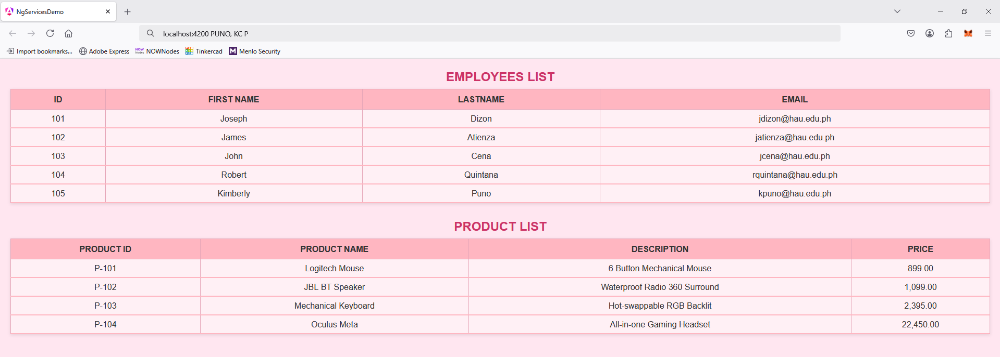 NgServicesDemo
localhost:4200 PUNO, KC P
Import bookmarks... Adobe Express NOW Nodes NOWNodes Tinkercad M Menlo Security
EMPLOYEES LIST
ID FIRST NAME LASTNAME EMAIL
101 Joseph Dizon jdizon@hau.edu.ph
102 James Atienza jatienza@hau.edu.ph
103 John Cena jcena@hau.edu.ph
104 Robert Quintana rquintana@hau.edu.ph
105 Kimberly Puno kpuno@hau.edu.ph
PRODUCT LIST
PRODUCT ID PRODUCT NAME DESCRIPTION PRICE
P-101 Logitech Mouse 6 Button Mechanical Mouse 899.00
P-102 JBL BT Speaker Waterproof Radio 360 Surround 1,099.00
P-103 Mechanical Keyboard Hot-swappable RGB Backlit 2,395.00
P-104 Oculus Meta All-in-one Gaming Headset 22,450.00